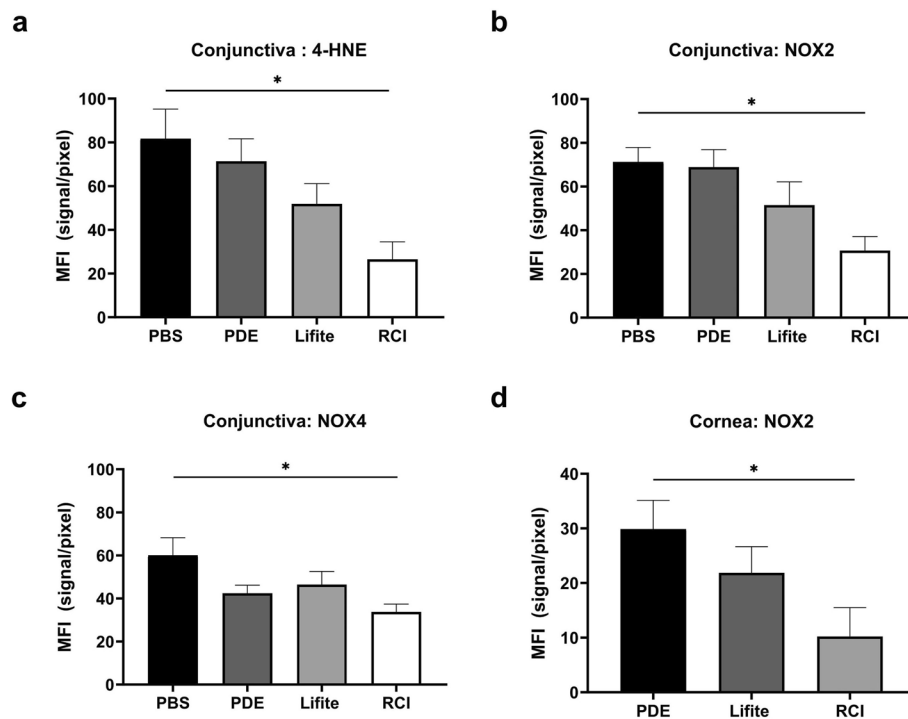 a
Conjunctiva : 4-HNE
*
MFI (signal/pixel)
100
80
60
40
20
0
PBS PDE Lifite RCI
b
Conjunctiva: NOX2
*
MFI (signal/pixel)
100
80
60
40
20
0
PBS PDE Lifite RCI
c
Conjunctiva: NOX4
*
MFI (signal/pixel)
100
80
60
40
20
0
PBS PDE Lifite RCI
d
Cornea: NOX2
*
MFI (signal/pixel)
40
30
20
10
0
PDE Lifite RCI